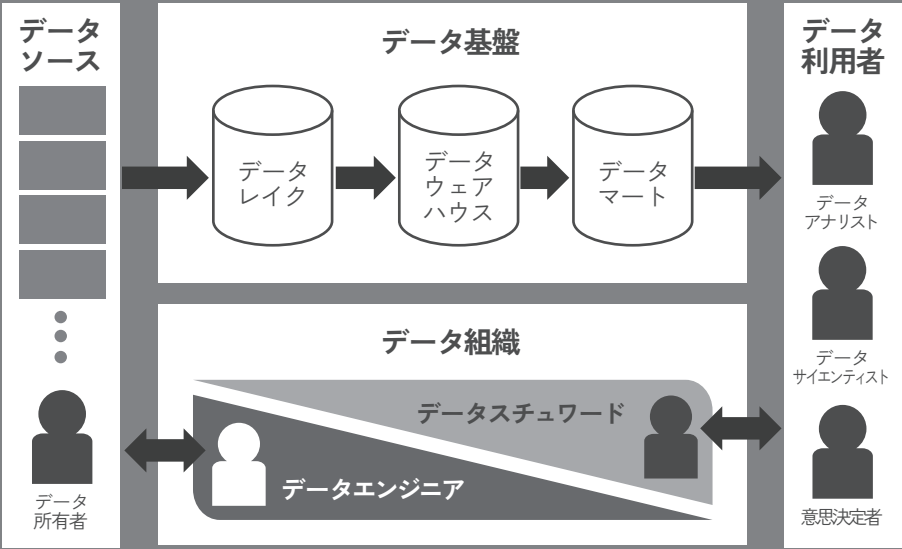 データ
ソース
データ
所有者
データ基盤
データ
レイク
データ
ウェア
ハウス
データ
マート
データ組織
データスチュワード
データエンジニア
データ
利用者
データ
アナリスト
データ
サイエンティスト
意思決定者